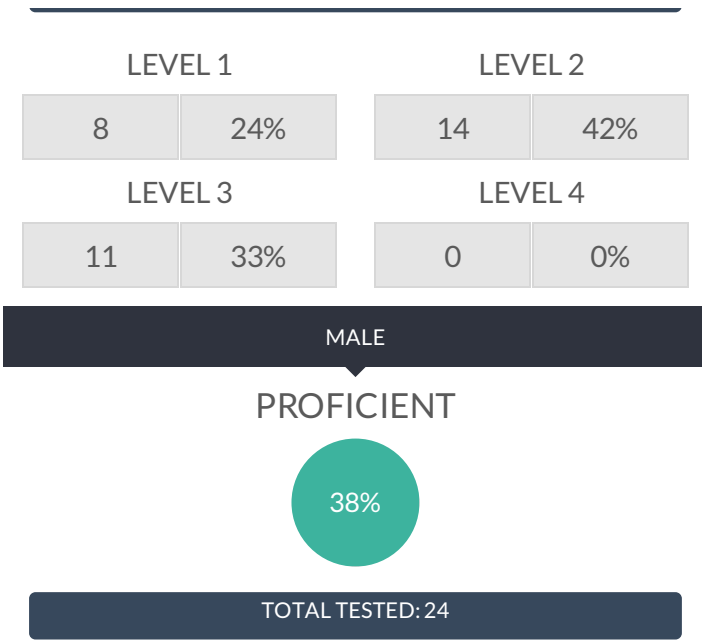 LEVEL 1 LEVEL 2
8 24% 14 42%
LEVEL 3 LEVEL 4
11 33% 0 0%
MALE
PROFICIENT
38%
TOTAL TESTED: 24